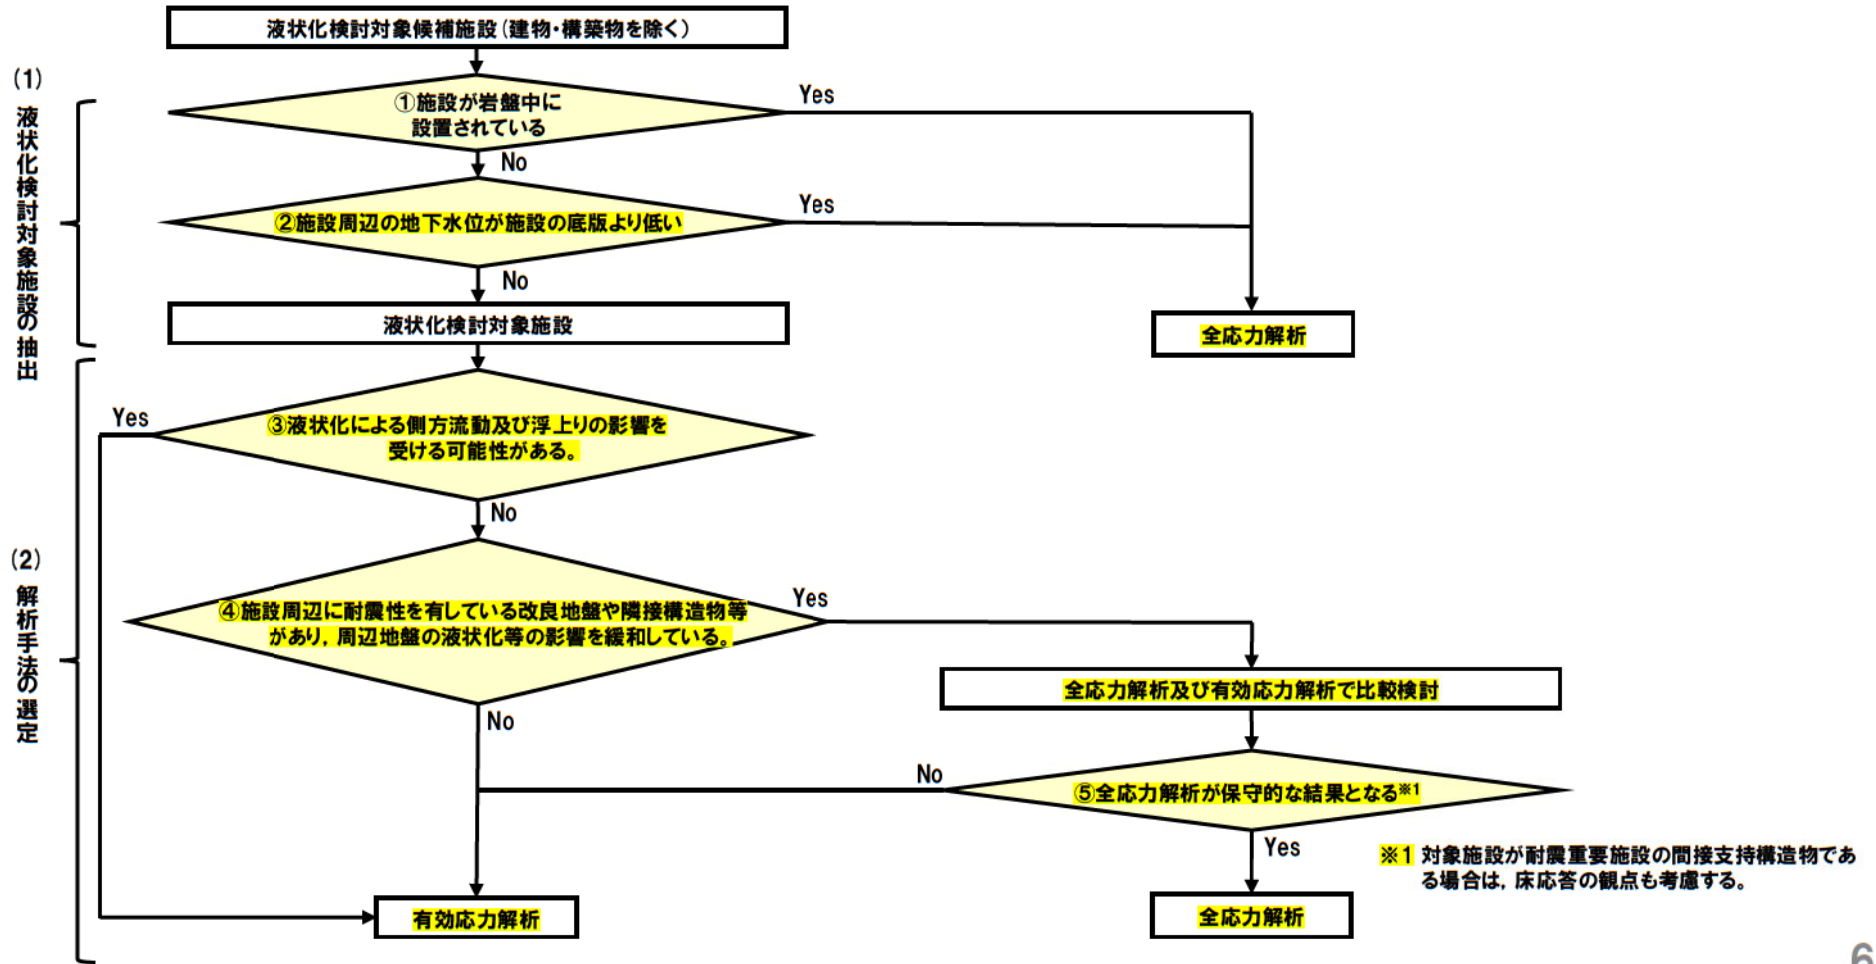 液状化検討対象候補施設(建物・構築物を除く)
(1)
液状化検討対象施設の抽出
①施設が岩盤中に
設置されている
Yes
No
②施設周辺の地下水位が施設の底版より低い
Yes
No
液状化検討対象施設
全応力解析
(2)
解析手法の選定
③液状化による側方流動及び浮上りの影響を
受ける可能性がある。
Yes
No
④施設周辺に耐震性を有している改良地盤や隣接構造物等
があり,周辺地盤の液状化等の影響を緩和している。
Yes
No
全応力解析及び有効応力解析で比較検討
⑤全応力解析が保守的な結果となる※1
No
Yes
※1 対象施設が耐震重要施設の間接支持構造物であ
る場合は,床応答の観点も考慮する。
有効応力解析
全応力解析
6